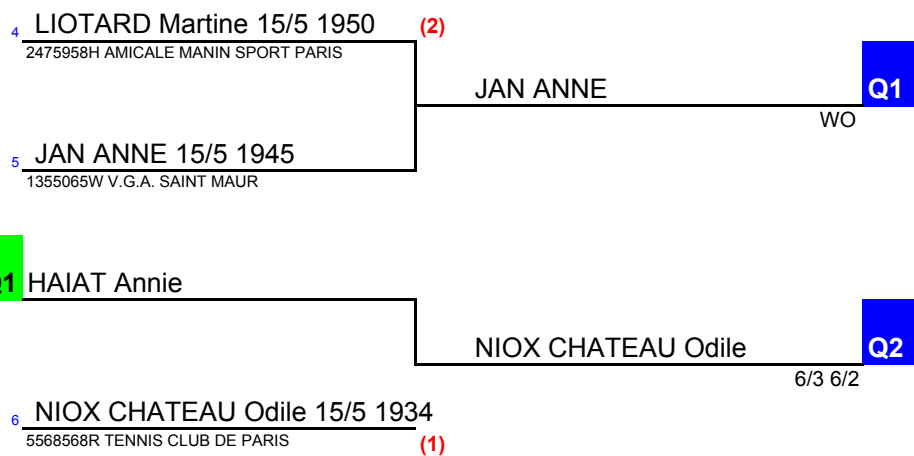 4 LIOTARD Martine 15/5 1950 (2)
2475958H AMICALE MANIN SPORT PARIS
JAN ANNE Q1
WO
5 JAN ANNE 15/5 1945
1355065W V.G.A. SAINT MAUR
1 HAIAT Annie
NIOX CHATEAU Odile Q2
6/3 6/2
6 NIOX CHATEAU Odile 15/5 1934
5568568R TENNIS CLUB DE PARIS (1)